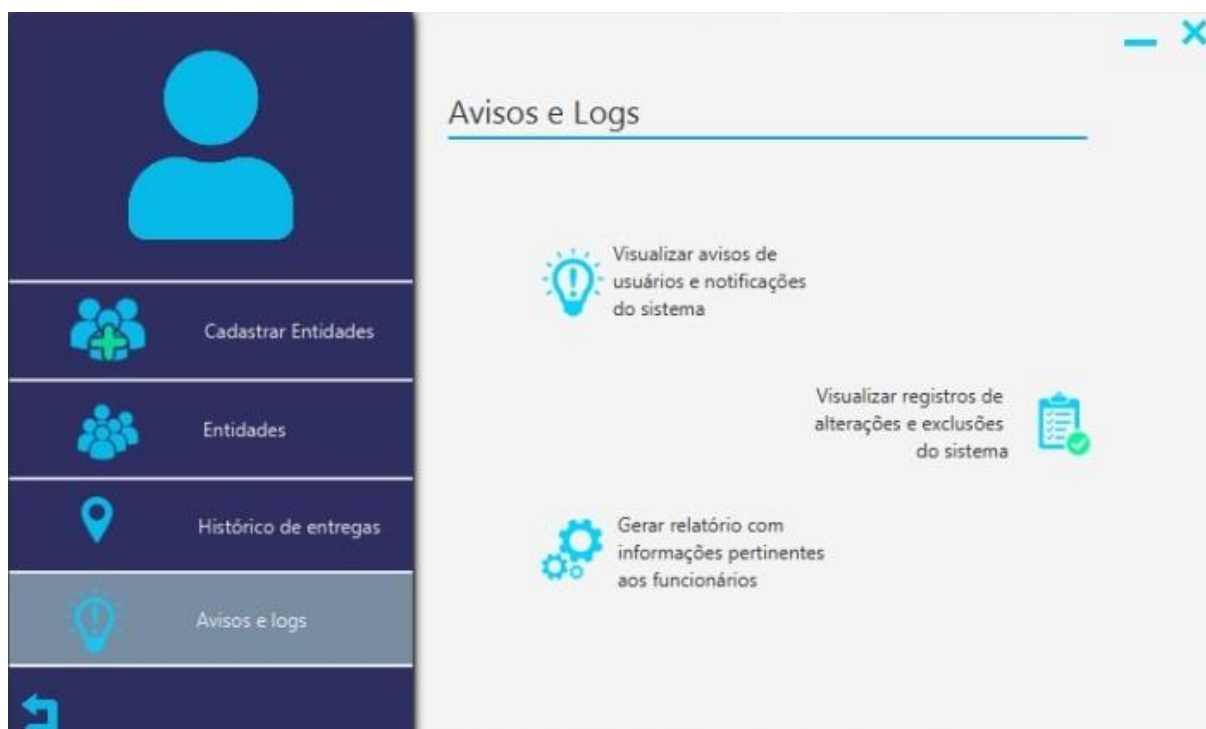 Avisos e Logs
Visualizar avisos de
usuários e notificações
do sistema
Cadastrar Entidades
Visualizar registros de
alterações e exclusões
do sistema
Entidades
Histórico de entregas
Gerar relatório com
informações pertinentes
aos funcionários
Avisos e logs